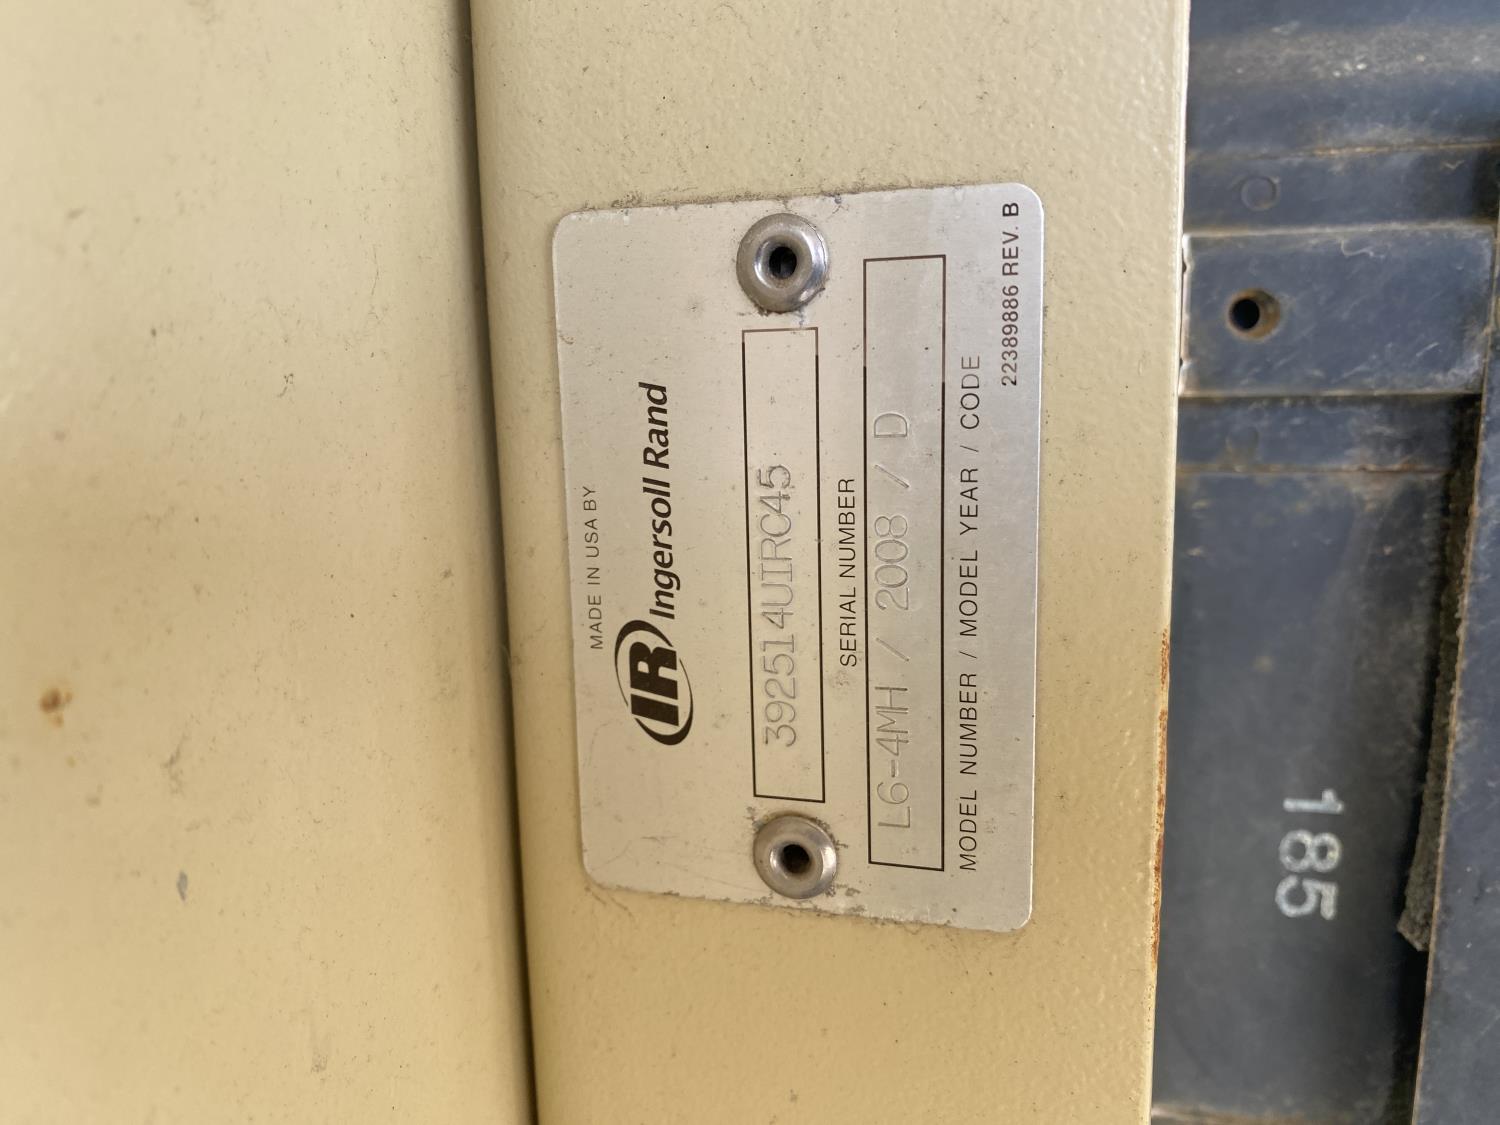 MADE IN USA BY
IR Ingersoll Rand
392514UIRC45
SERIAL NUMBER
L6-4MH / 2008 / D
MODEL NUMBER / MODEL YEAR / CODE
22389886 REV. B
185